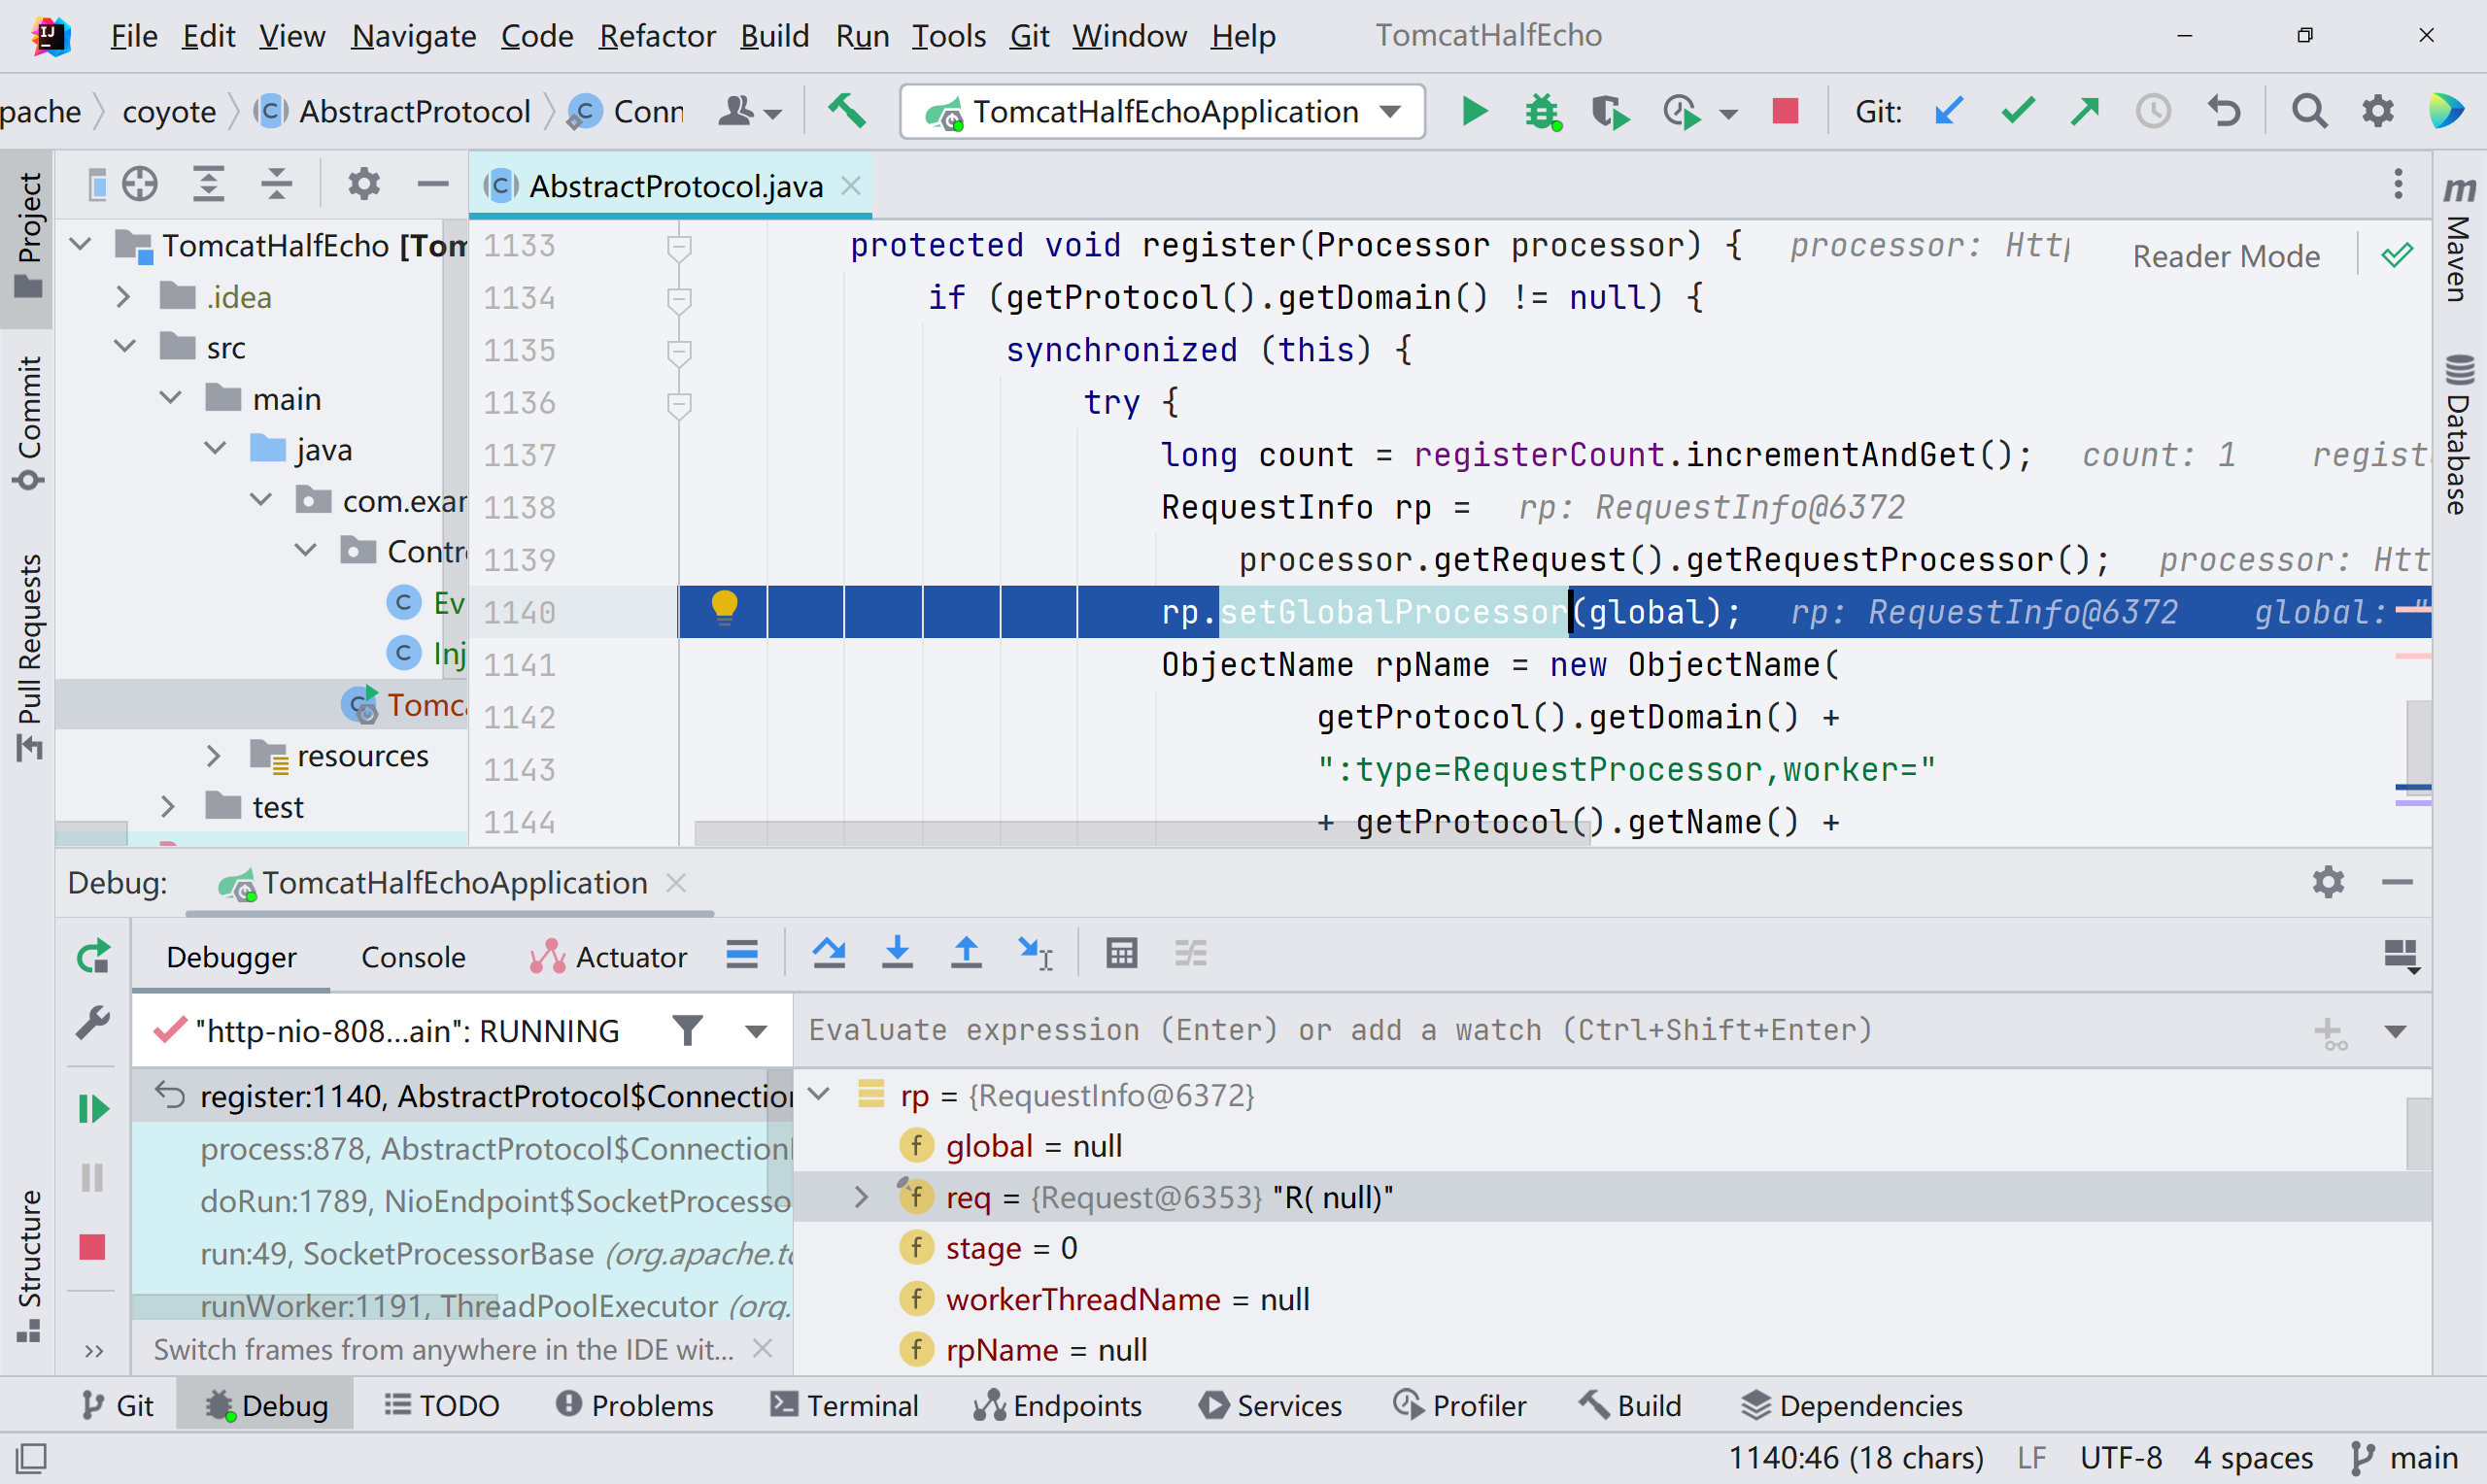 File Edit View Navigate Code Refactor Build Run Tools Git Window Help TomcatHalfEcho
pache coyote AbstractProtocol Conn TomcatHalfEchoApplication Git:
Project
Commit
Pull Requests
Structure
TomcatHalfEcho [Tom
.idea
src
main
java
com.exam
Contro
Ev
Inj
Tomca
resources
test
AbstractProtocol.java
Reader Mode
1133 protected void register(Processor processor) { processor: Http
1134 if (getProtocol().getDomain() != null) {
1135 synchronized (this) {
1136 try {
1137 long count = registerCount.incrementAndGet(); count: 1 regist
1138 RequestInfo rp = rp: RequestInfo@6372
1139 processor.getRequest().getRequestProcessor(); processor: Htt
1140 rp.setGlobalProcessor(global); rp: RequestInfo@6372 global: "
1141 ObjectName rpName = new ObjectName(
1142 getProtocol().getDomain() +
1143 ":type=RequestProcessor,worker="
1144 + getProtocol().getName() +
Maven
Database
Debug: TomcatHalfEchoApplication
Debugger Console Actuator
"http-nio-808...ain": RUNNING
Evaluate expression (Enter) or add a watch (Ctrl+Shift+Enter)
register:1140, AbstractProtocol$Connection
process:878, AbstractProtocol$Connection
doRun:1789, NioEndpoint$SocketProcesso
run:49, SocketProcessorBase (org.apache.to
runWorker:1191, ThreadPoolExecutor (org.
Switch frames from anywhere in the IDE wit...
rp = {RequestInfo@6372}
global = null
req = {Request@6353} "R( null)"
stage = 0
workerThreadName = null
rpName = null
Git Debug TODO Problems Terminal Endpoints Services Profiler Build Dependencies
1140:46 (18 chars) LF UTF-8 4 spaces main